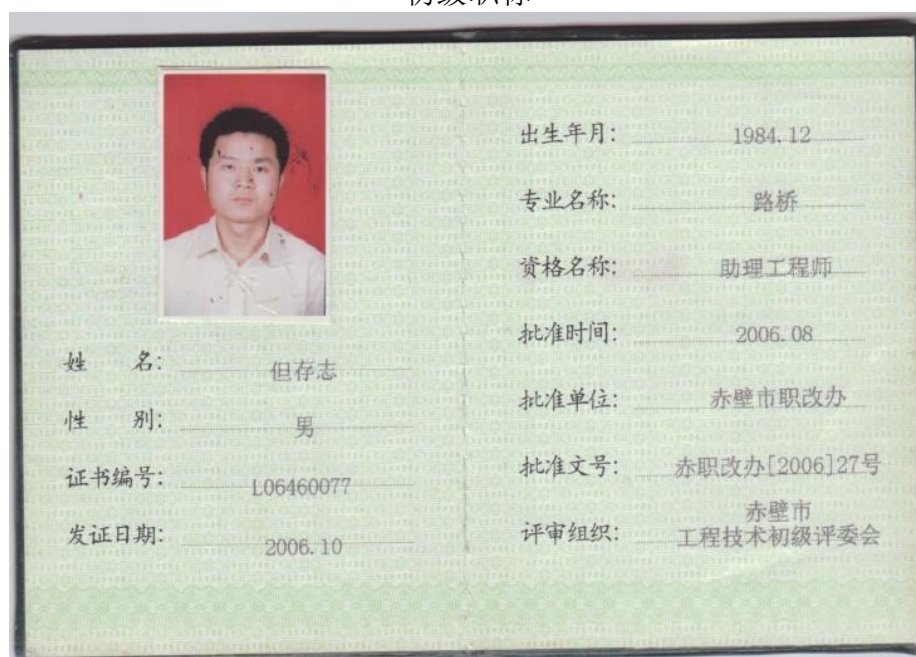 初级职称
姓 名: 但存志
性 别: 男
证书编号: L06460077
发证日期: 2006.10
出生年月: 1984.12
专业名称: 路桥
资格名称: 助理工程师
批准时间: 2006.08
批准单位: 赤壁市职改办
批准文号: 赤职改办[2006]27号
评审组织: 赤壁市
工程技术初级评委会